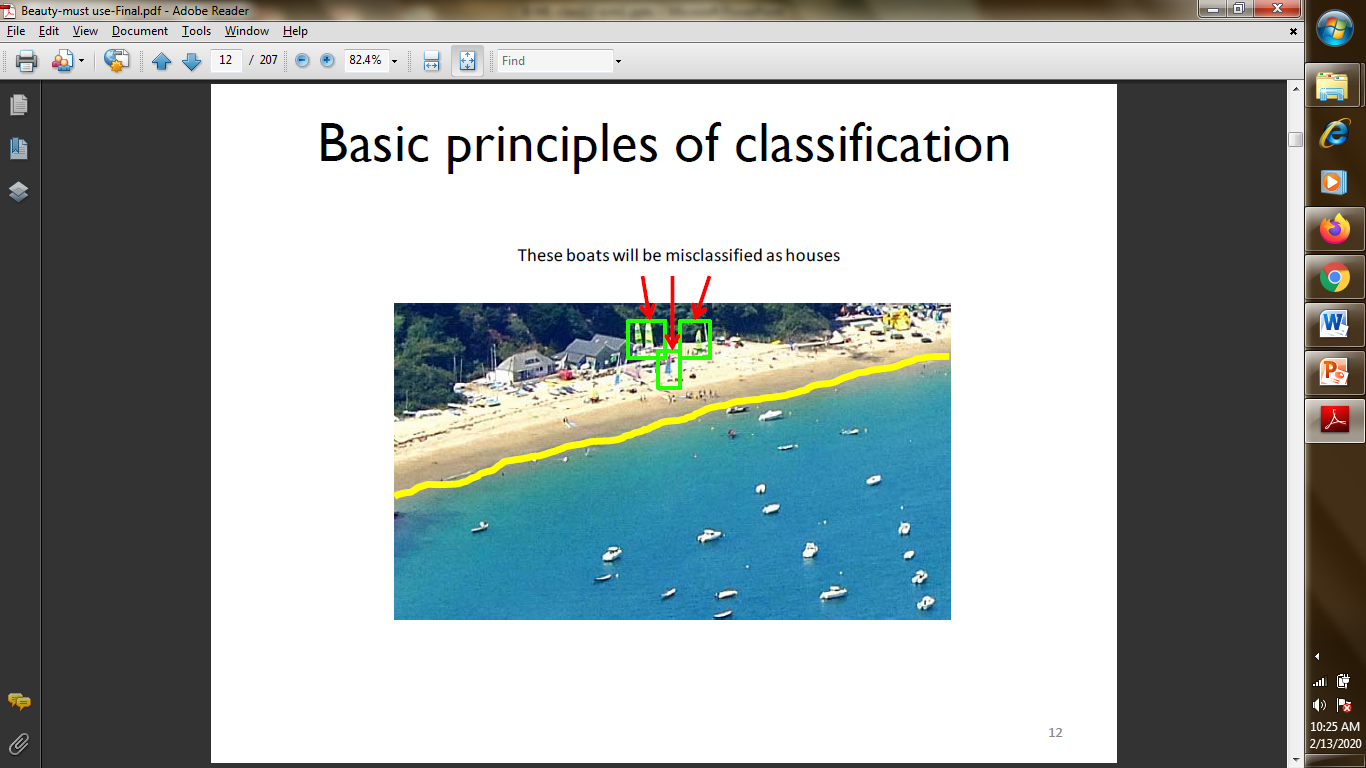 Beauty-must use-Final.pdf - Adobe Reader
File Edit View Document Tools Window Help
12 / 207 82.4% Find
Basic principles of classification
These boats will be misclassified as houses
12
10:25 AM
2/13/2020